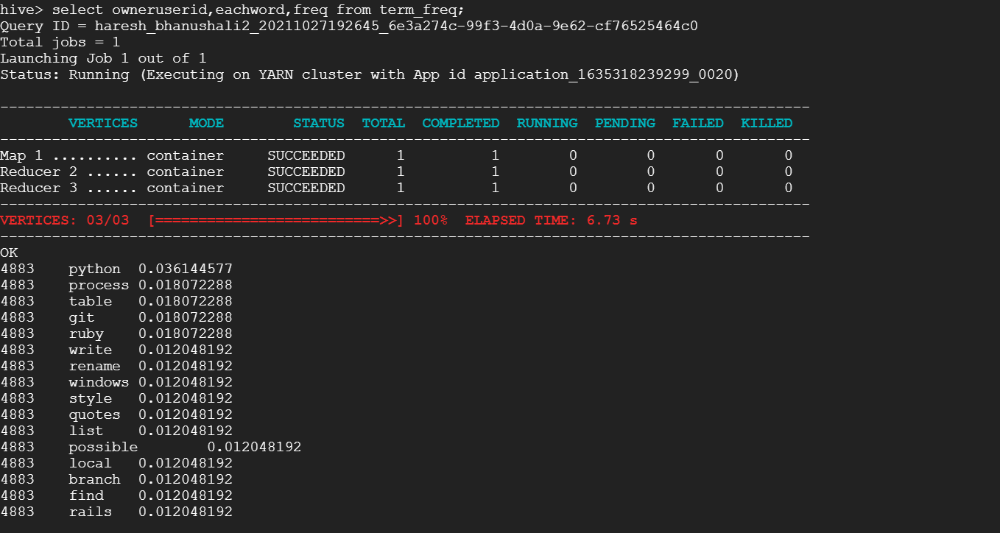 hive> select owneruserid,eachword,freq from term_freq;
Query ID = haresh_bhanushali2_20211027192645_6e3a274c-99f3-4d0a-9e62-cf76525464c0
Total jobs = 1
Launching Job 1 out of 1
Status: Running (Executing on YARN cluster with App id application_1635318239299_0020)

----------------------------------------------------------------------------------------------
        VERTICES      MODE        STATUS  TOTAL  COMPLETED  RUNNING  PENDING  FAILED  KILLED
----------------------------------------------------------------------------------------------
Map 1 .......... container     SUCCEEDED      1          1        0        0       0       0
Reducer 2 ...... container     SUCCEEDED      1          1        0        0       0       0
Reducer 3 ...... container     SUCCEEDED      1          1        0        0       0       0
----------------------------------------------------------------------------------------------
VERTICES: 03/03  [==========================>>] 100%  ELAPSED TIME: 6.73 s
----------------------------------------------------------------------------------------------
OK
4883    python  0.036144577
4883    process 0.018072288
4883    table   0.018072288
4883    git     0.018072288
4883    ruby    0.018072288
4883    write   0.012048192
4883    rename  0.012048192
4883    windows 0.012048192
4883    style   0.012048192
4883    quotes  0.012048192
4883    list    0.012048192
4883    possible        0.012048192
4883    local   0.012048192
4883    branch  0.012048192
4883    find    0.012048192
4883    rails   0.012048192